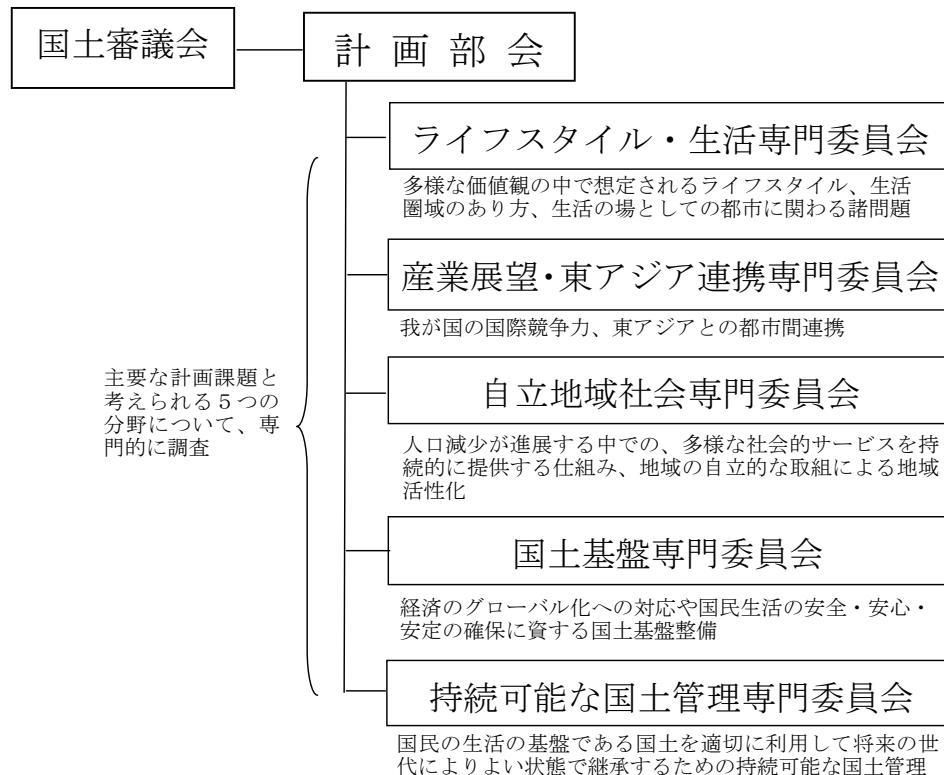 国土審議会
計画部会
ライフスタイル・生活専門委員会
多様な価値観の中で想定されるライフスタイル、生活
圏域のあり方、生活の場としての都市に関わる諸問題
産業展望・東アジア連携専門委員会
我が国の国際競争力、東アジアとの都市間連携
主要な計画課題と
考えられる５つの
分野について、専
門的に調査
自立地域社会専門委員会
人口減少が進展する中での、多様な社会的サービスを持
続的に提供する仕組み、地域の自立的な取組による地域
活性化
国土基盤専門委員会
経済のグローバル化への対応や国民生活の安全・安心・
安定の確保に資する国土基盤整備
持続可能な国土管理専門委員会
国民の生活の基盤である国土を適切に利用して将来の世
代によりよい状態で継承するための持続可能な国土管理